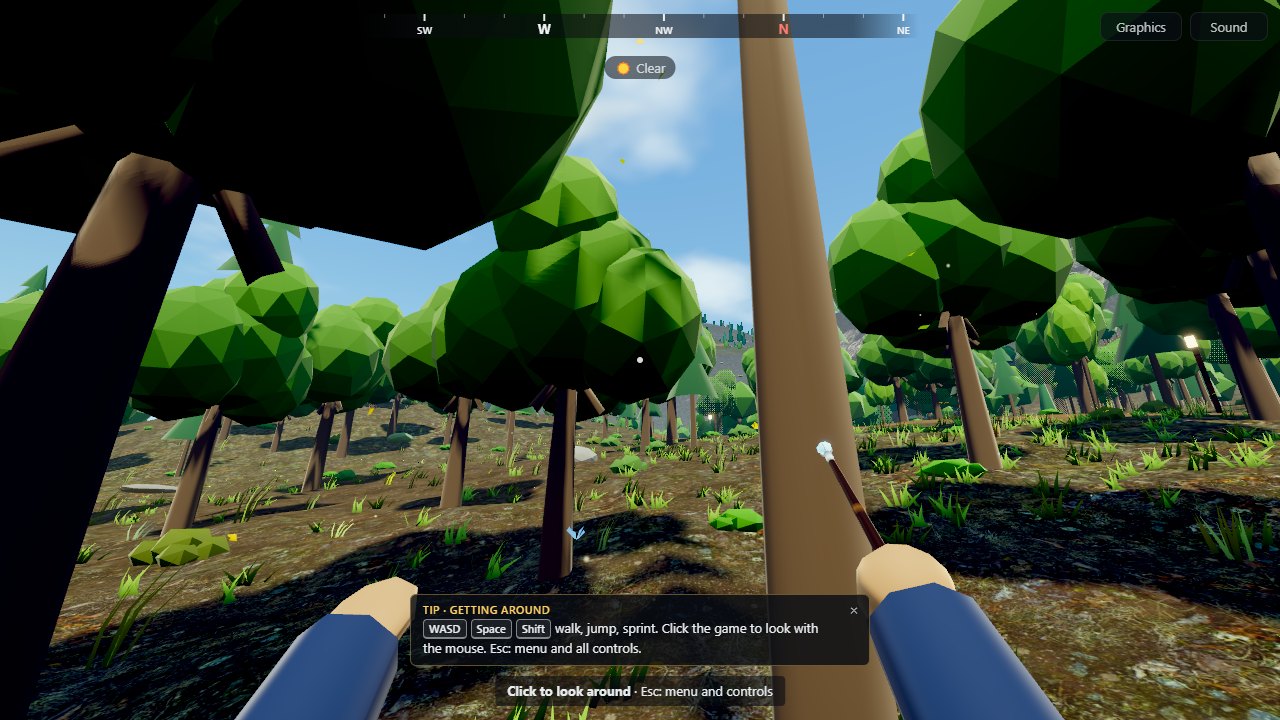 SW W NW N NE
Graphics Sound
Clear
TIP · GETTING AROUND ×
WASD Space Shift walk, jump, sprint. Click the game to look with
the mouse. Esc: menu and all controls.
Click to look around · Esc: menu and controls